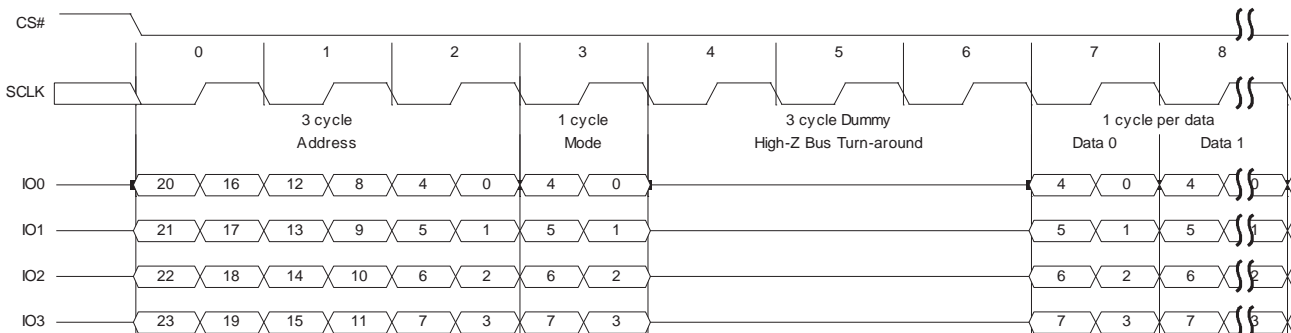 CS#
0 1 2 3 4 5 6 7 8
SCLK
3 cycle 1 cycle 3 cycle Dummy 1 cycle per data
Address Mode High-Z Bus Turn-around Data 0 Data 1
IO0 20 16 12 8 4 0 4 0 4 0 4 0
IO1 21 17 13 9 5 1 5 1 5 1 5 1
IO2 22 18 14 10 6 2 6 2 6 2 6 2
IO3 23 19 15 11 7 3 7 3 7 3 7 3